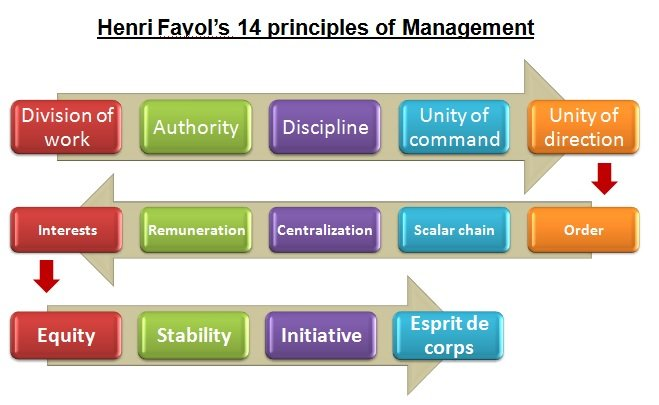 Henri Fayol's 14 principles of Management
Division of
work
Authority
Discipline
Unity of
command
Unity of
direction
Interests
Remuneration
Centralization
Scalar chain
Order
Equity
Stability
Initiative
Esprit de
corps